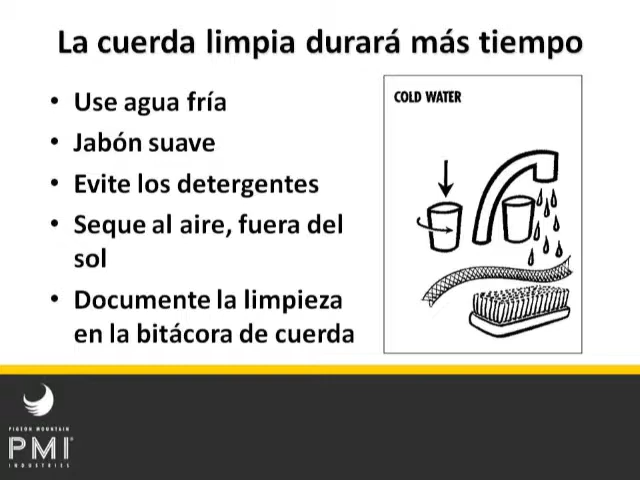 La cuerda limpia durará más tiempo
• Use agua fría
• Jabón suave
• Evite los detergentes
• Seque al aire, fuera del
sol
• Documente la limpieza
en la bitácora de cuerda
COLD WATER
PIGEON MOUNTAIN
PMI®
INDUSTRIES